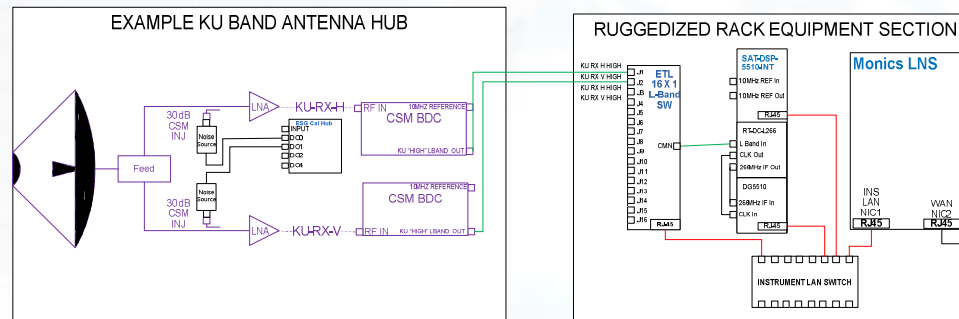 EXAMPLE KU BAND ANTENNA HUB
30 dB
CSM
INJ
Noise
Source
LNA
KU-RX-H
ESG Cal Hub
INPUT
DO0
DO1
DO2
DO4
RF IN
10MHZ REFERENCE
CSM BDC
KU "HIGH" LBAND OUT
Feed
Noise
Source
30 dB
CSM
INJ
LNA
KU-RX-V
10MHZ REFERENCE
CSM BDC
RF IN
KU "HIGH" LBAND OUT
RUGGEDIZED RACK EQUIPMENT SECTION
KU RX H HIGH
KU RX V HIGH
KU RX H HIGH
KU RX V HIGH
J1
J2
J3
J4
J5
J6
J7
J8
J9
J10
J11
J12
J13
J14
J15
J16
ETL
16 X 1
L-Band
SW
CMN
RJ45
SAT-DSP-
5510-INT
10MHz REF In
10MHz REF Out
RJ45
RT-DC-L266
L Band In
CLK Out
266MHz IF Out
DG5510
266MHz IF In
CLK In
RJ45
Monics LNS
INS
LAN
NIC1
RJ45
WAN
NIC2
RJ45
INSTRUMENT LAN SWITCH